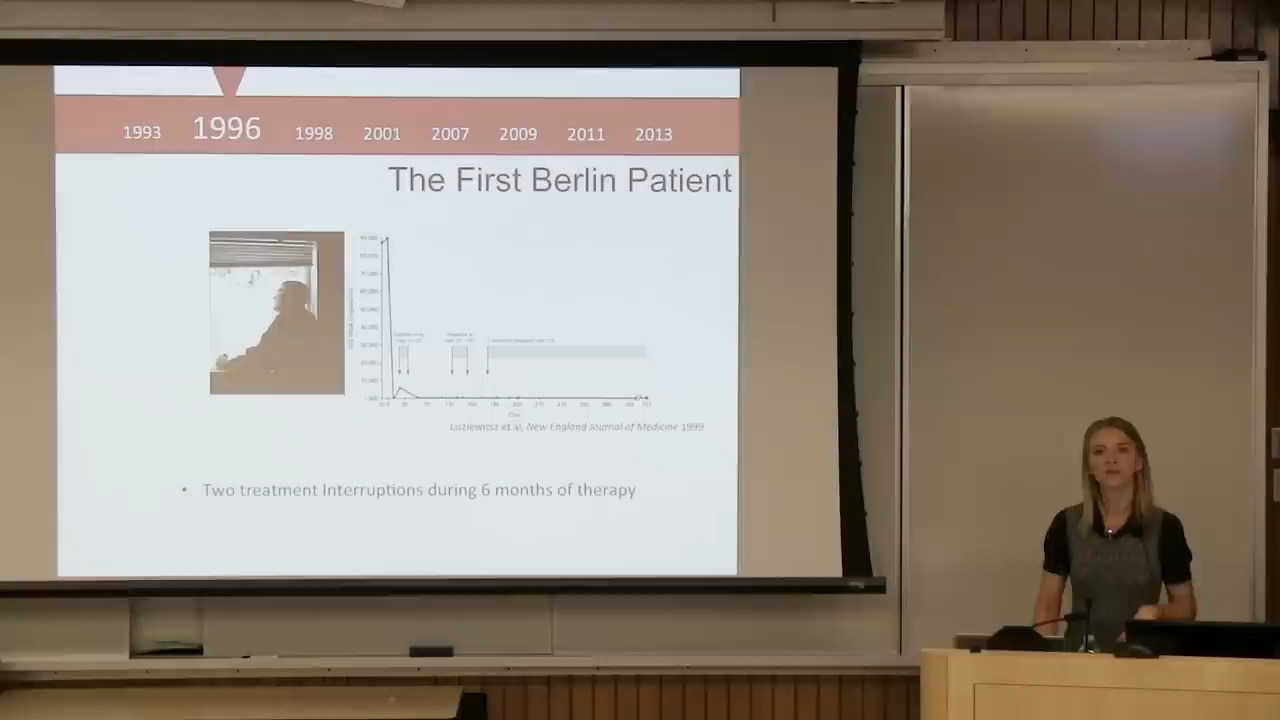 1993 1996 1998 2001 2007 2009 2011 2013
The First Berlin Patient
Lisziewicsz et al, New England Journal of Medicine 1999
• Two treatment Interruptions during 6 months of therapy